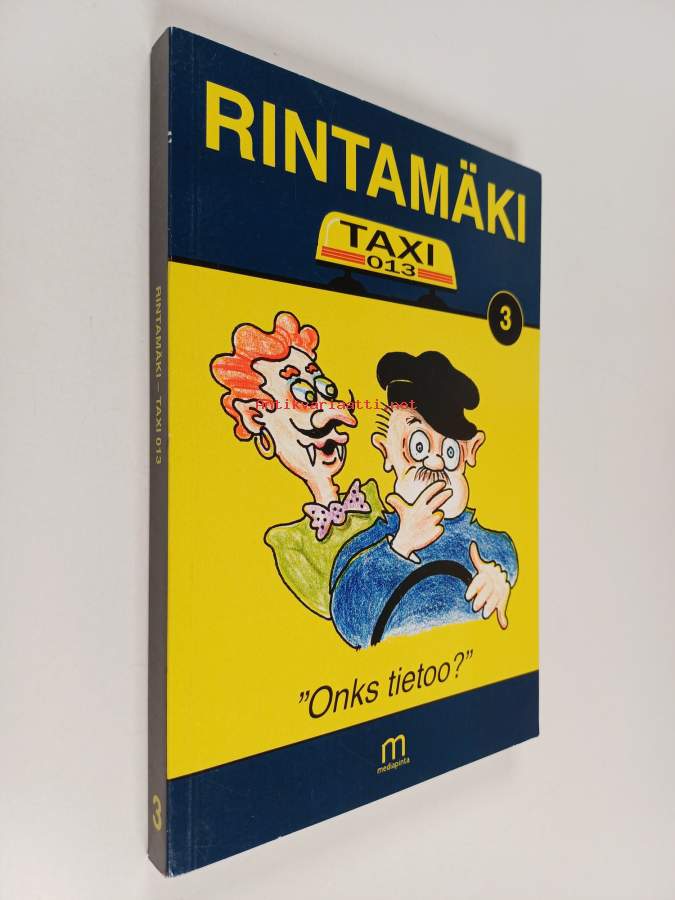 RINTAMÄKI
TAXI
013
3
antikvariaatti.net
"Onks tietoo?"
m
mediapinta
RINTAMÄKI – TAXI 013
3